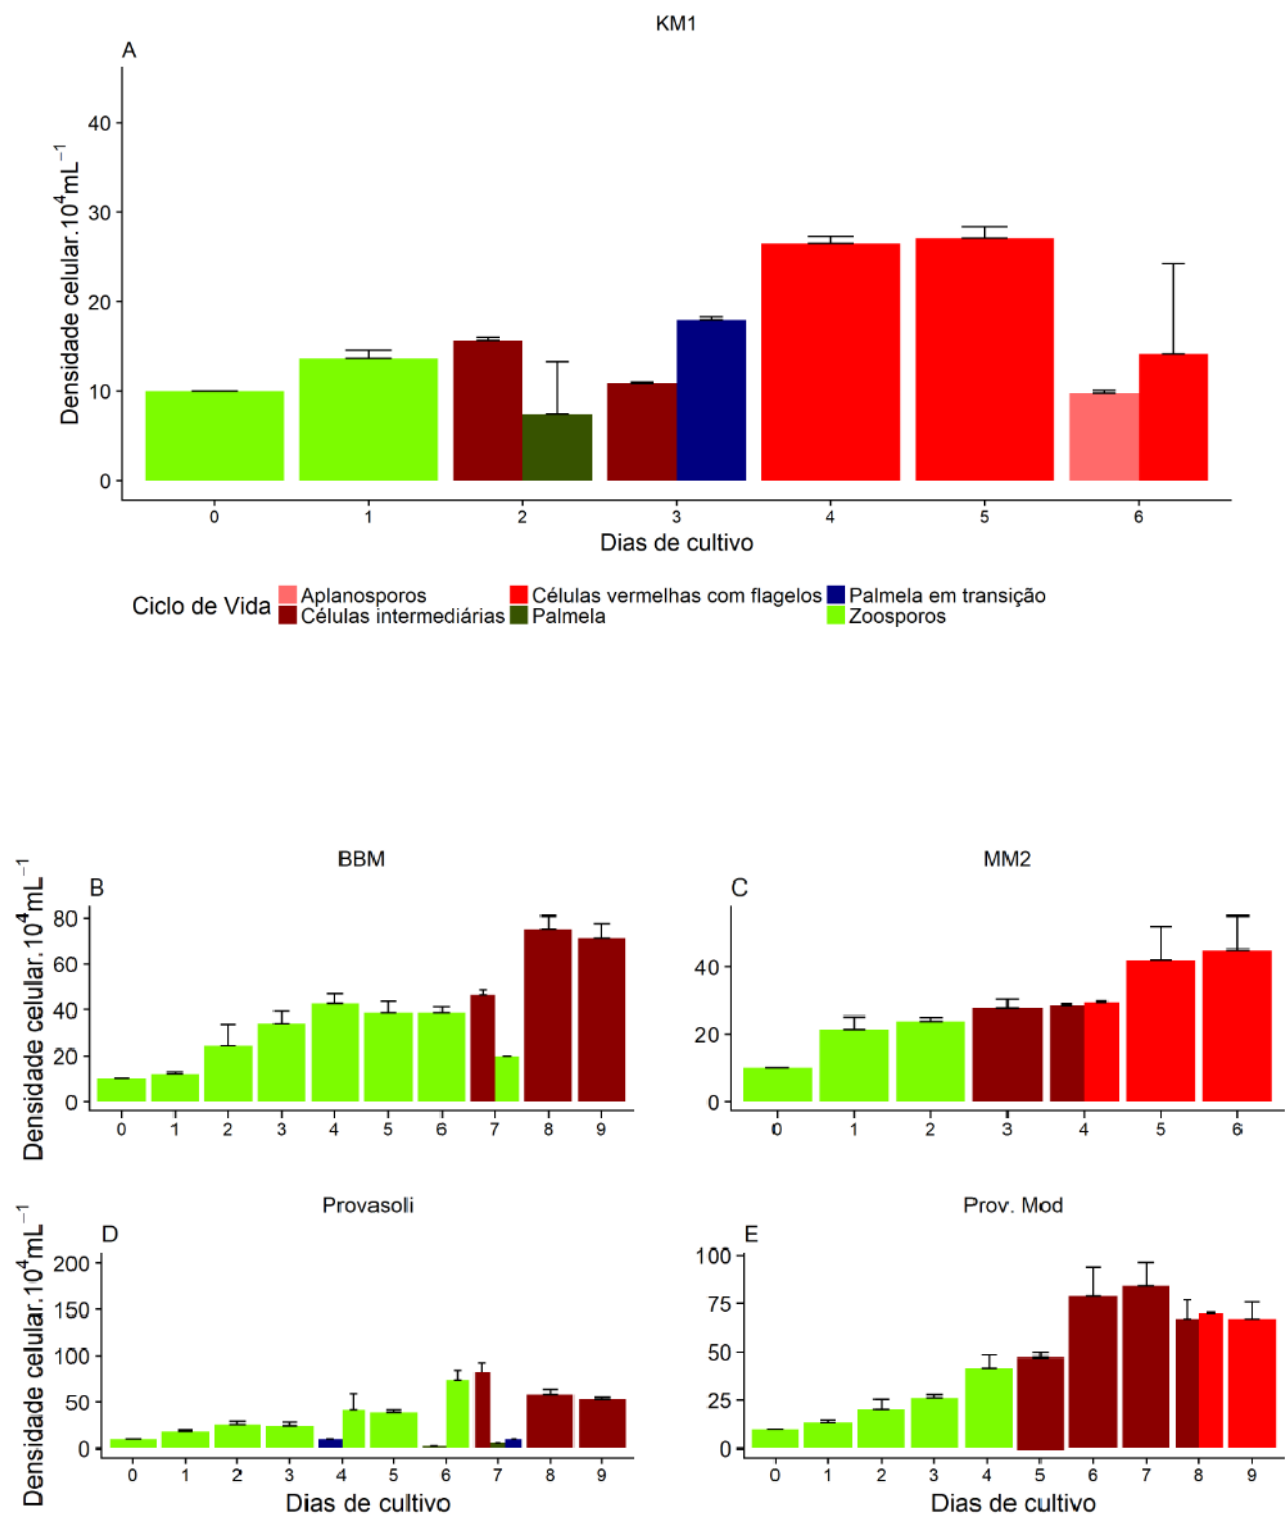 KM1
A
Densidade celular.10⁴mL⁻¹
40
30
20
10
0
0 1 2 3 4 5 6
Dias de cultivo
Ciclo de Vida
Aplanosporos Células vermelhas com flagelos Palmela em transição
Células intermediárias Palmela Zoosporos
BBM
B
Densidade celular.10⁴mL⁻¹
80
60
40
20
0
0 1 2 3 4 5 6 7 8 9
MM2
C
40
20
0
0 1 2 3 4 5 6
Provasoli
D
Densidade celular.10⁴mL⁻¹
200
150
100
50
0
0 1 2 3 4 5 6 7 8 9
Dias de cultivo
Prov. Mod
E
100
75
50
25
0
0 1 2 3 4 5 6 7 8 9
Dias de cultivo